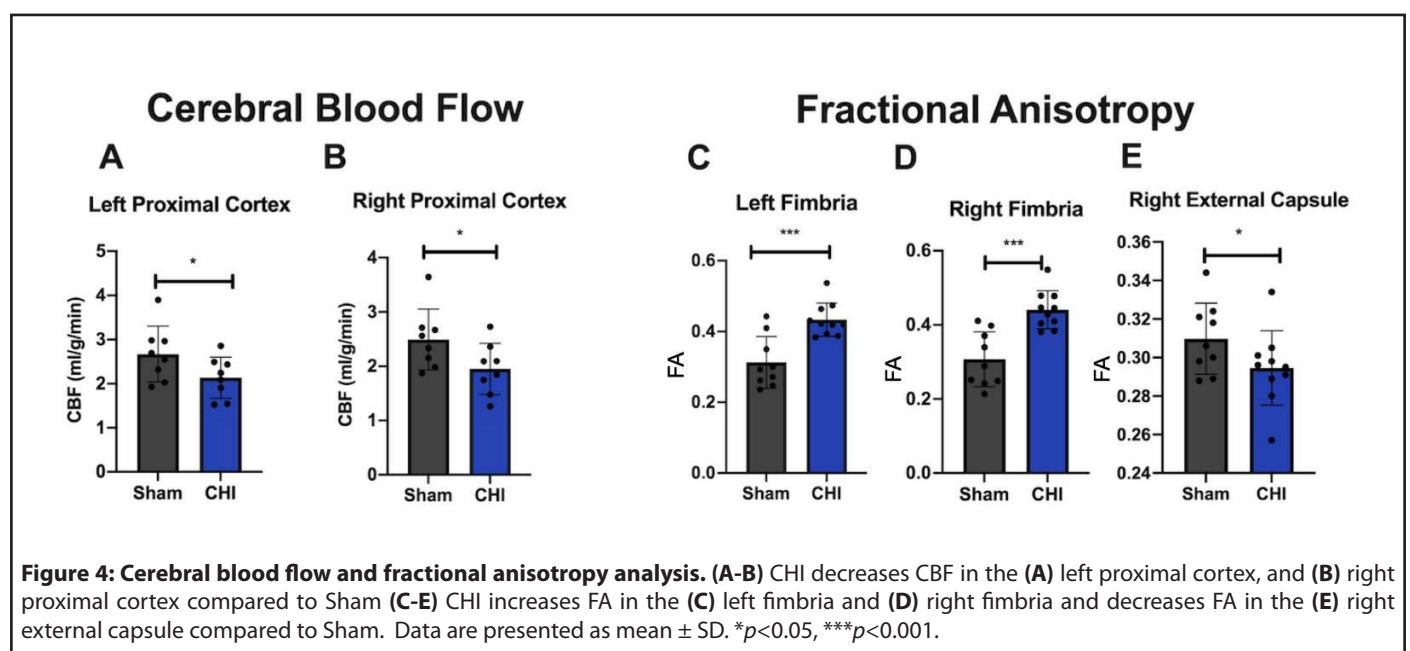 Cerebral Blood Flow
Fractional Anisotropy
A
Left Proximal Cortex
*
CBF (ml/g/min)
5
4
3
2
1
0
Sham CHI
B
Right Proximal Cortex
*
CBF (ml/g/min)
4
3
2
1
0
Sham CHI
C
Left Fimbria
***
FA
0.6
0.4
0.2
0.0
Sham CHI
D
Right Fimbria
***
FA
0.6
0.4
0.2
0.0
Sham CHI
E
Right External Capsule
*
FA
0.36
0.34
0.32
0.30
0.28
0.26
0.24
Sham CHI
Figure 4: Cerebral blood flow and fractional anisotropy analysis. (A-B) CHI decreases CBF in the (A) left proximal cortex, and (B) right
proximal cortex compared to Sham (C-E) CHI increases FA in the (C) left fimbria and (D) right fimbria and decreases FA in the (E) right
external capsule compared to Sham. Data are presented as mean ± SD. *p<0.05, ***p<0.001.